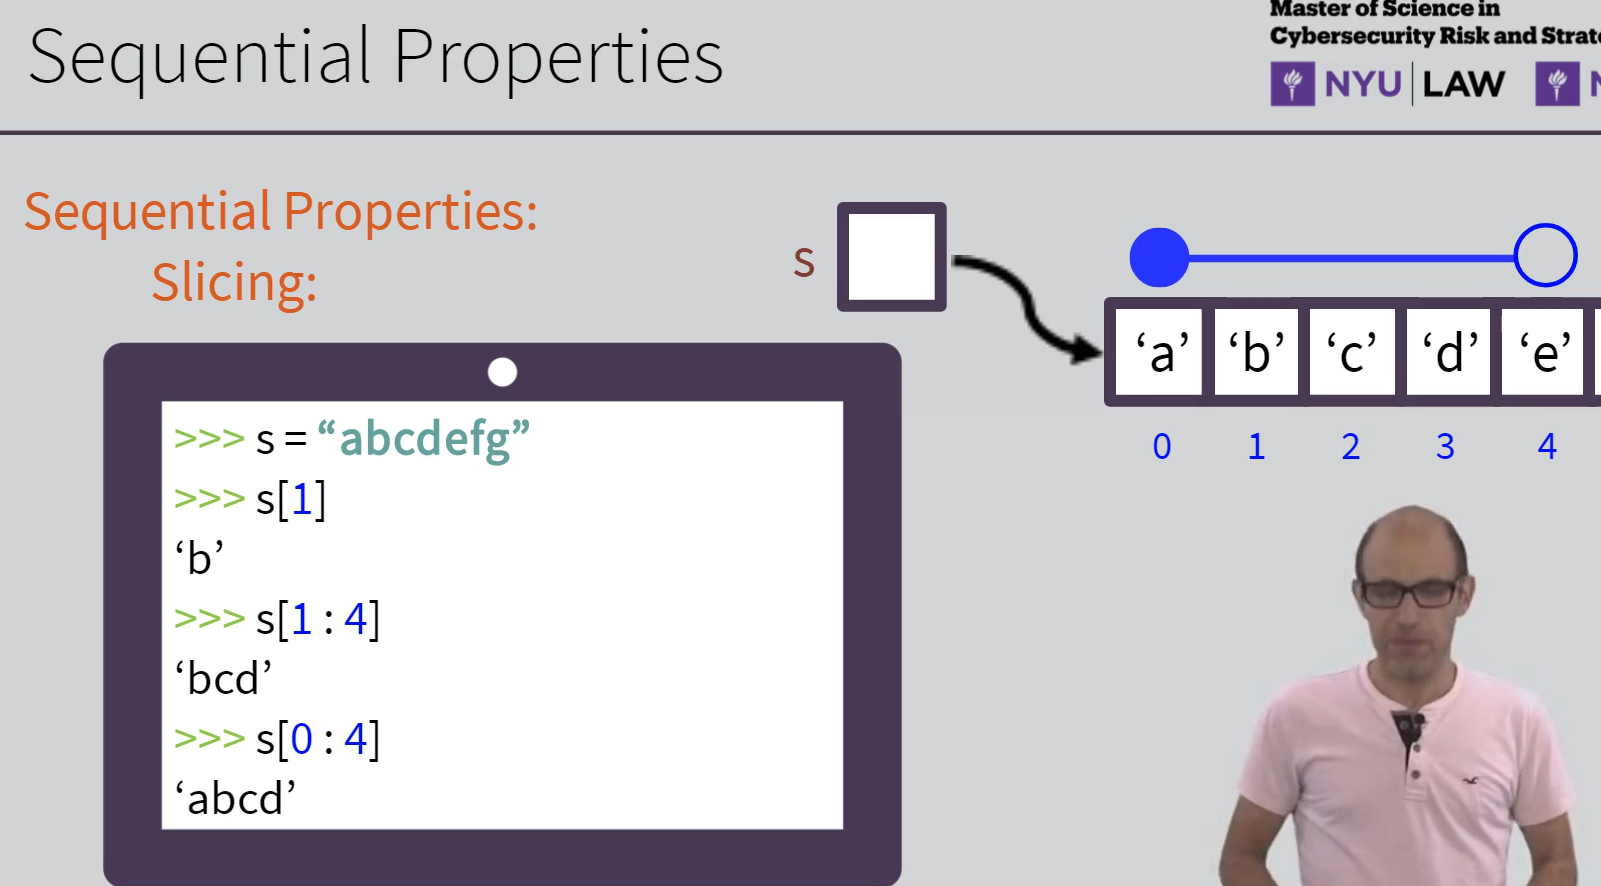 Sequential Properties
Master of Science in
Cybersecurity Risk and
NYU | LAW
Sequential Properties:
Slicing:
s
‘a’ ‘b’ ‘c’ ‘d’ ‘e’
0 1 2 3 4
>>> s = “abcdefg”
>>> s[1]
‘b’
>>> s[1 : 4]
‘bcd’
>>> s[0 : 4]
‘abcd’